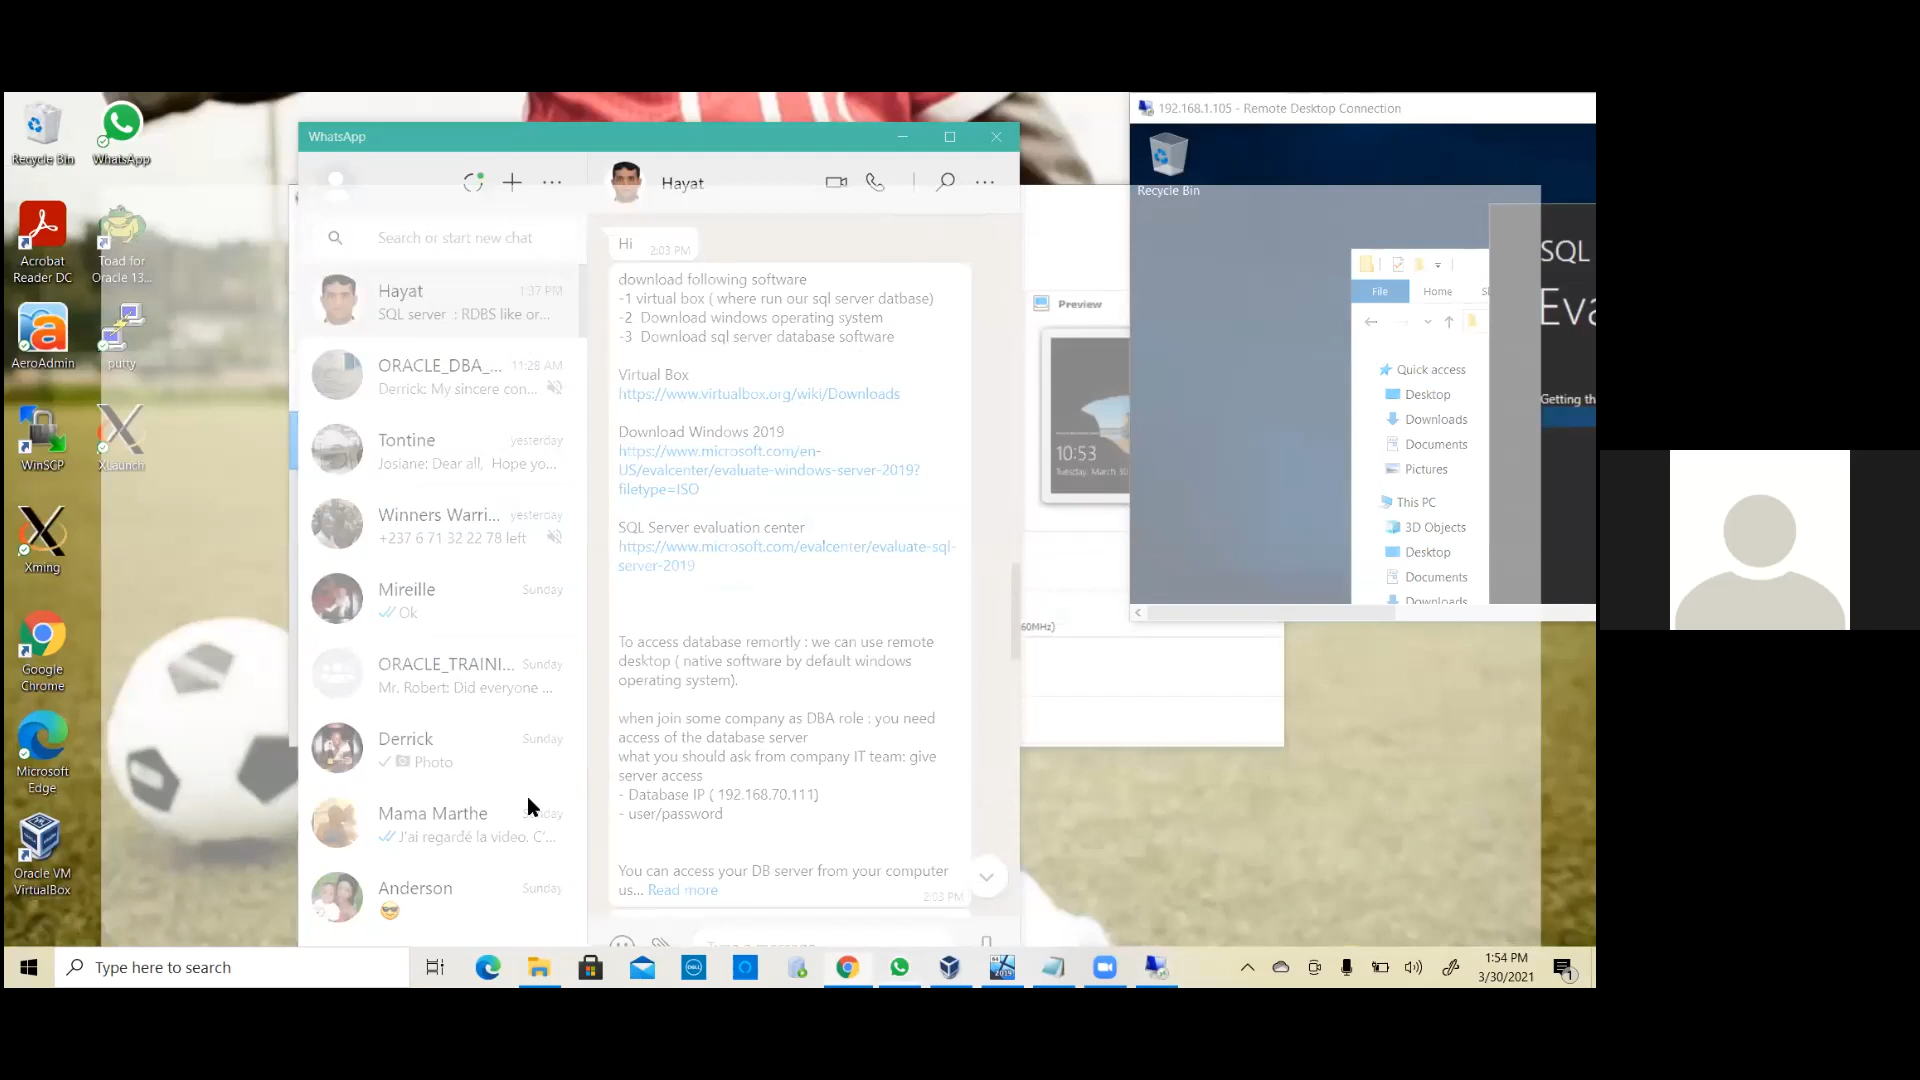 Recycle Bin
WhatsApp
Acrobat
Reader DC
Toad for
Oracle 13...
AeroAdmin
putty
WinSCP
XLaunch
Xming
Google
Chrome
Microsoft
Edge
Oracle VM
VirtualBox
WhatsApp
Search or start new chat
Hayat
1:37 PM
SQL server : RDBS like or...
ORACLE_DBA_...
11:28 AM
Derrick: My sincere con...
Tontine
yesterday
Josiane: Dear all, Hope yo...
Winners Warri...
yesterday
+237 6 71 32 22 78 left
Mireille
Sunday
Ok
ORACLE_TRAINI...
Sunday
Mr. Robert: Did everyone ...
Derrick
Sunday
Photo
Mama Marthe
J'ai regardé la video. C'...
Anderson
Sunday
Hayat
Hi
2:03 PM
download following software
-1 virtual box ( where run our sql server datbase)
-2 Download windows operating system
-3 Download sql server database software
Virtual Box
https://www.virtualbox.org/wiki/Downloads
Download Windows 2019
https://www.microsoft.com/en-
US/evalcenter/evaluate-windows-server-2019?
filetype=ISO
SQL Server evaluation center
https://www.microsoft.com/evalcenter/evaluate-sql-
server-2019
To access database remortly : we can use remote
desktop ( native software by default windows
operating system).
when join some company as DBA role : you need
access of the database server
what you should ask from company IT team: give
server access
- Database IP ( 192.168.70.111)
- user/password
You can access your DB server from your computer
us... Read more
2:03 PM
Type a message
Preview
10:53
Tuesday, March 30
60MHz)
192.168.1.105 - Remote Desktop Connection
Recycle Bin
File
Home
Quick access
Desktop
Downloads
Documents
Pictures
This PC
3D Objects
Desktop
Documents
Downloads
SQL
Eva
Getting th
Type here to search
DELL
2019
1:54 PM
3/30/2021
1